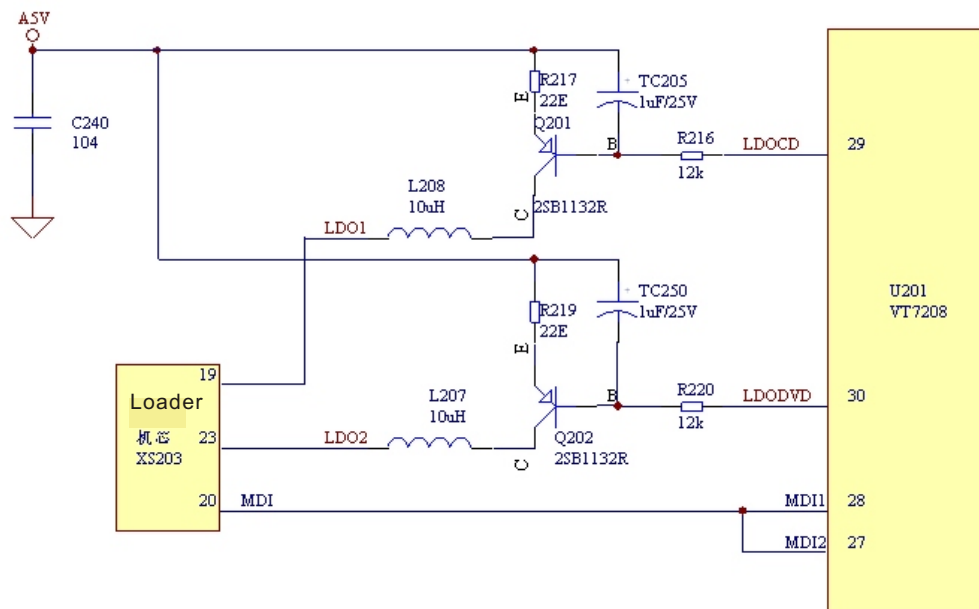 A5V
C240
104
R217
22E
E
Q201
TC205
1uF/25V
B
R216
12k
LDOCD
29
L208
10uH
LDO1
C
2SB1132R
R219
22E
E
TC250
1uF/25V
U201
VT7208
B
R220
12k
LDODVD
30
L207
10uH
LDO2
C
Q202
2SB1132R
19
Loader
机芯
XS203
23
20
MDI
MDI1
28
MDI2
27